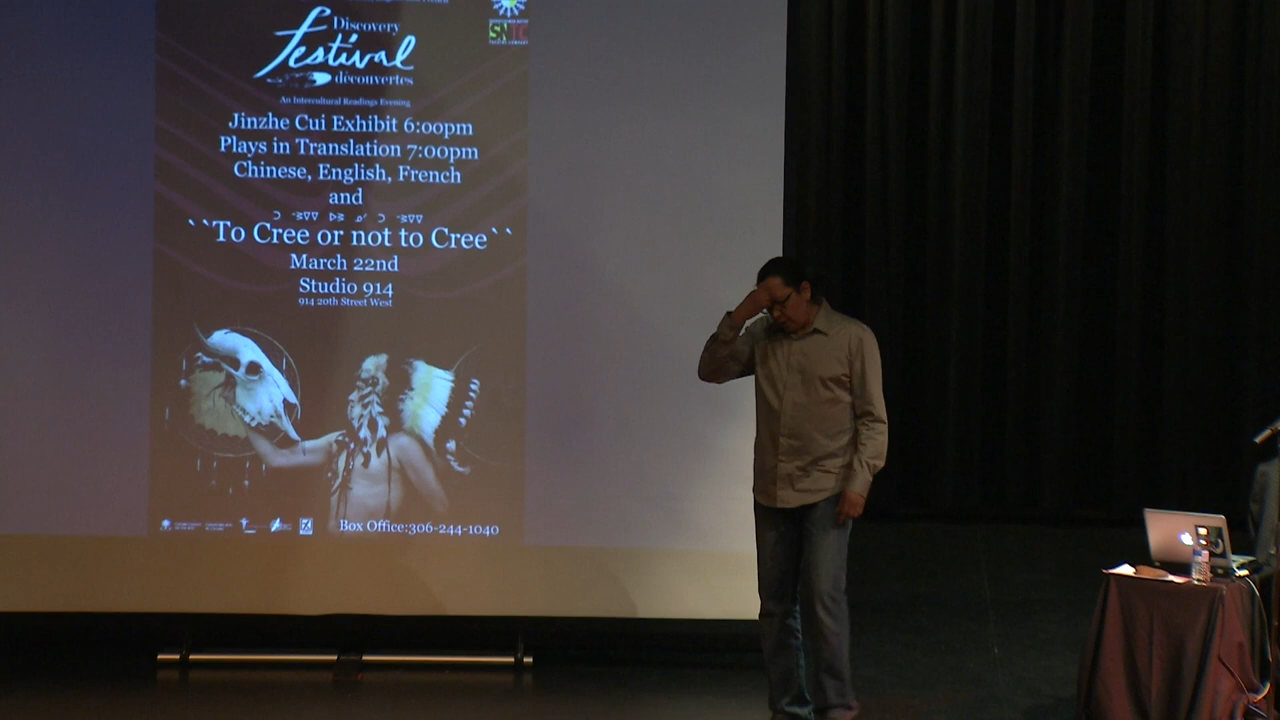 Discovery
festival
découvertes
An Intercultural Readings Evening
Jinzhe Cui Exhibit 6:00pm
Plays in Translation 7:00pm
Chinese, English, French
and
``To Cree or not to Cree``
March 22nd
Studio 914
914 20th Street West
Box Office:306-244-1040
SNTC